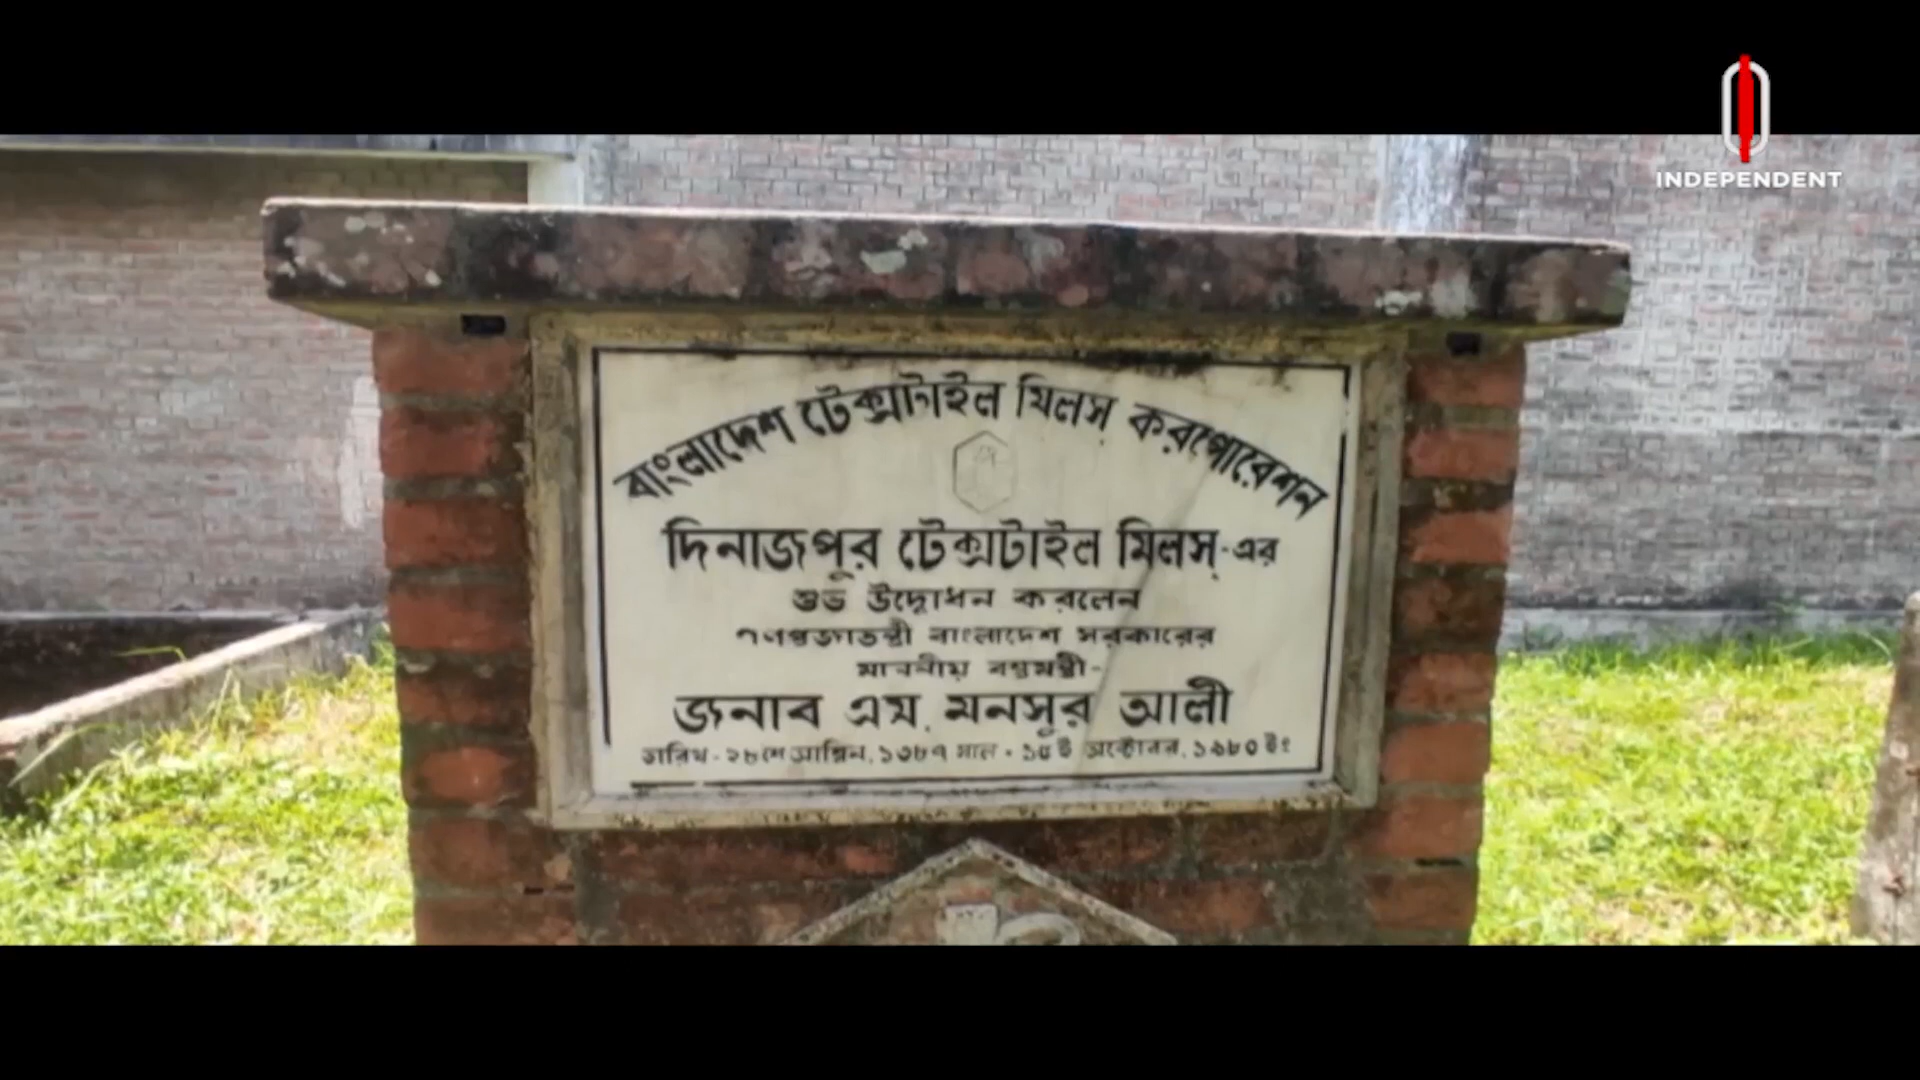 INDEPENDENT
বাংলাদেশ টেক্সটাইল মিলস্ করপোরেশন
দিনাজপুর টেক্সটাইল মিলস্-এর
শুভ উদ্বোধন করলেন
গণপ্রজাতন্ত্রী বাংলাদেশ সরকারের
মাননীয় বস্ত্রমন্ত্রী-
জনাব এম. মনসুর আলী
তারিখ - ২৮শে আশ্বিন, ১৩৮৭ সাল • ১৫ই অক্টোবর, ১৯৮০ ইং